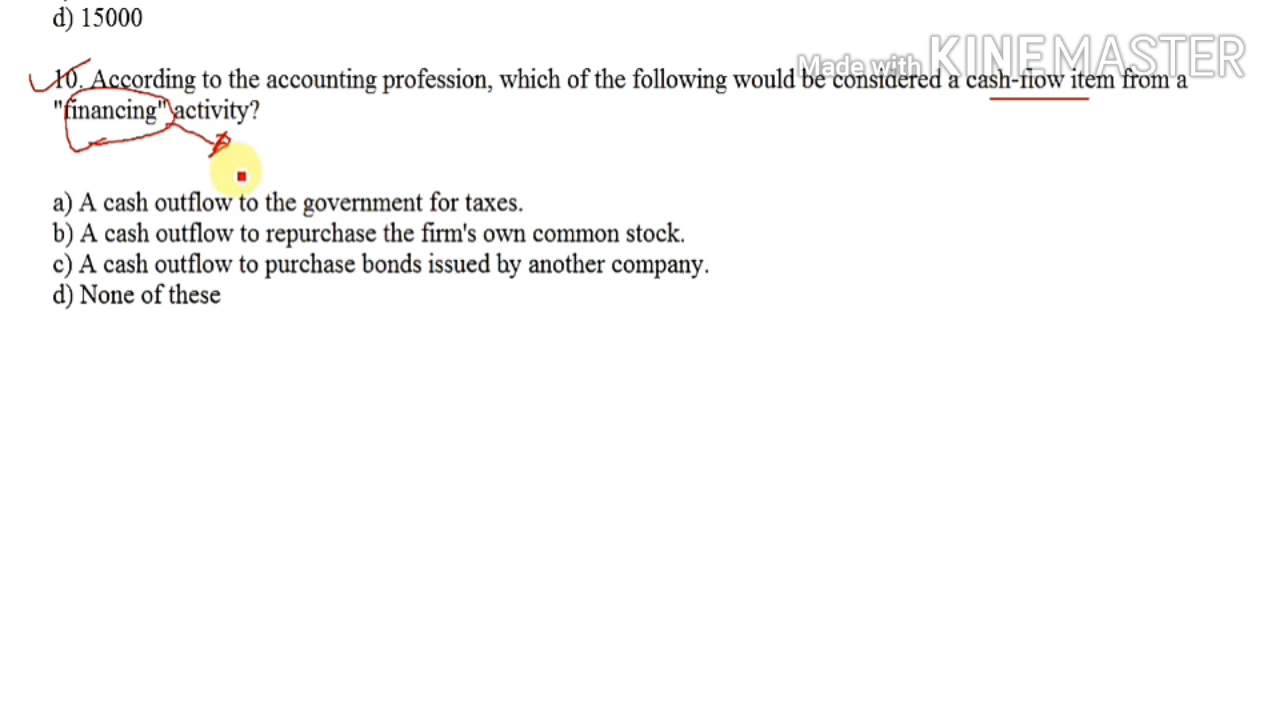 d) 15000
Made with KINEMASTER
10. According to the accounting profession, which of the following would be considered a cash-flow item from a
"financing" activity?
a) A cash outflow to the government for taxes.
b) A cash outflow to repurchase the firm's own common stock.
c) A cash outflow to purchase bonds issued by another company.
d) None of these